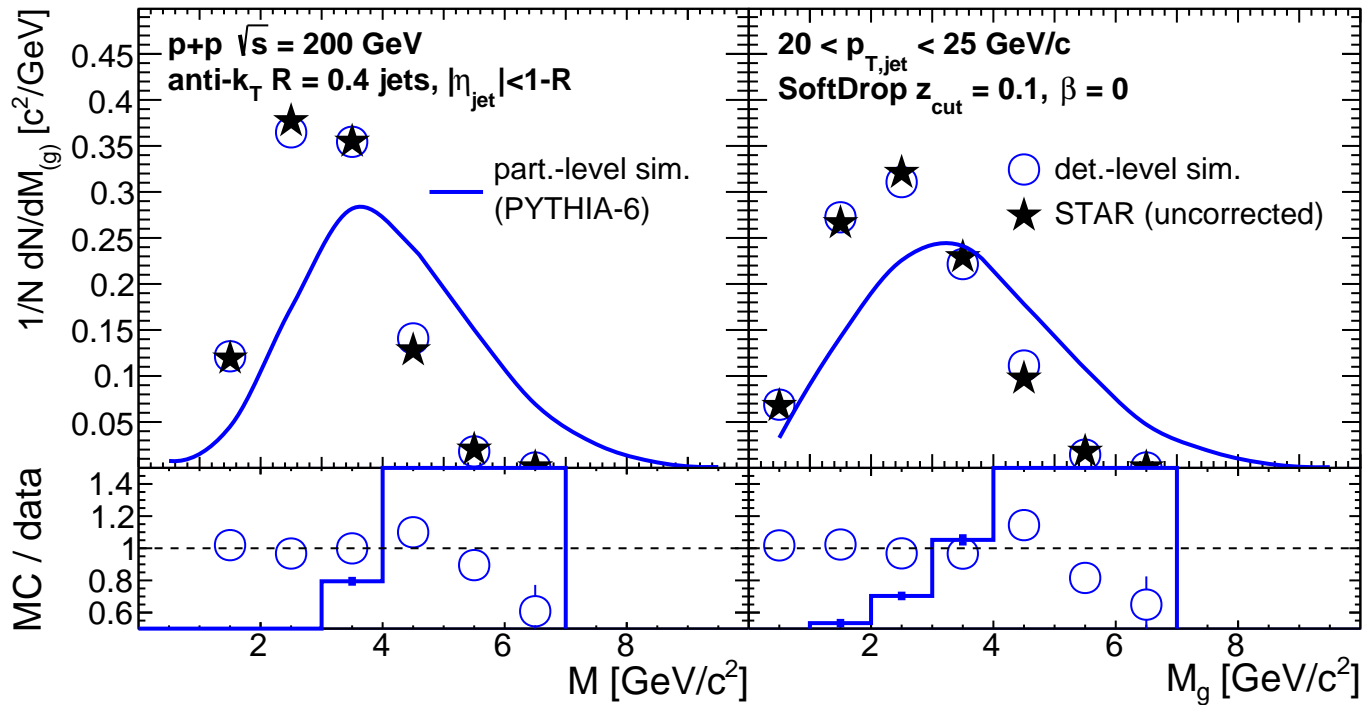 1/N dN/dM(g) [c²/GeV]
0.45
0.4
0.35
0.3
0.25
0.2
0.15
0.1
0.05
p+p √s = 200 GeV
anti-kT R = 0.4 jets, |ηjet|<1-R
part.-level sim.
(PYTHIA-6)
20 < pT,jet < 25 GeV/c
SoftDrop zcut = 0.1, β = 0
det.-level sim.
STAR (uncorrected)
MC / data
1.4
1.2
1
0.8
0.6
2 4 6 8
M [GeV/c²]
2 4 6 8
Mg [GeV/c²]